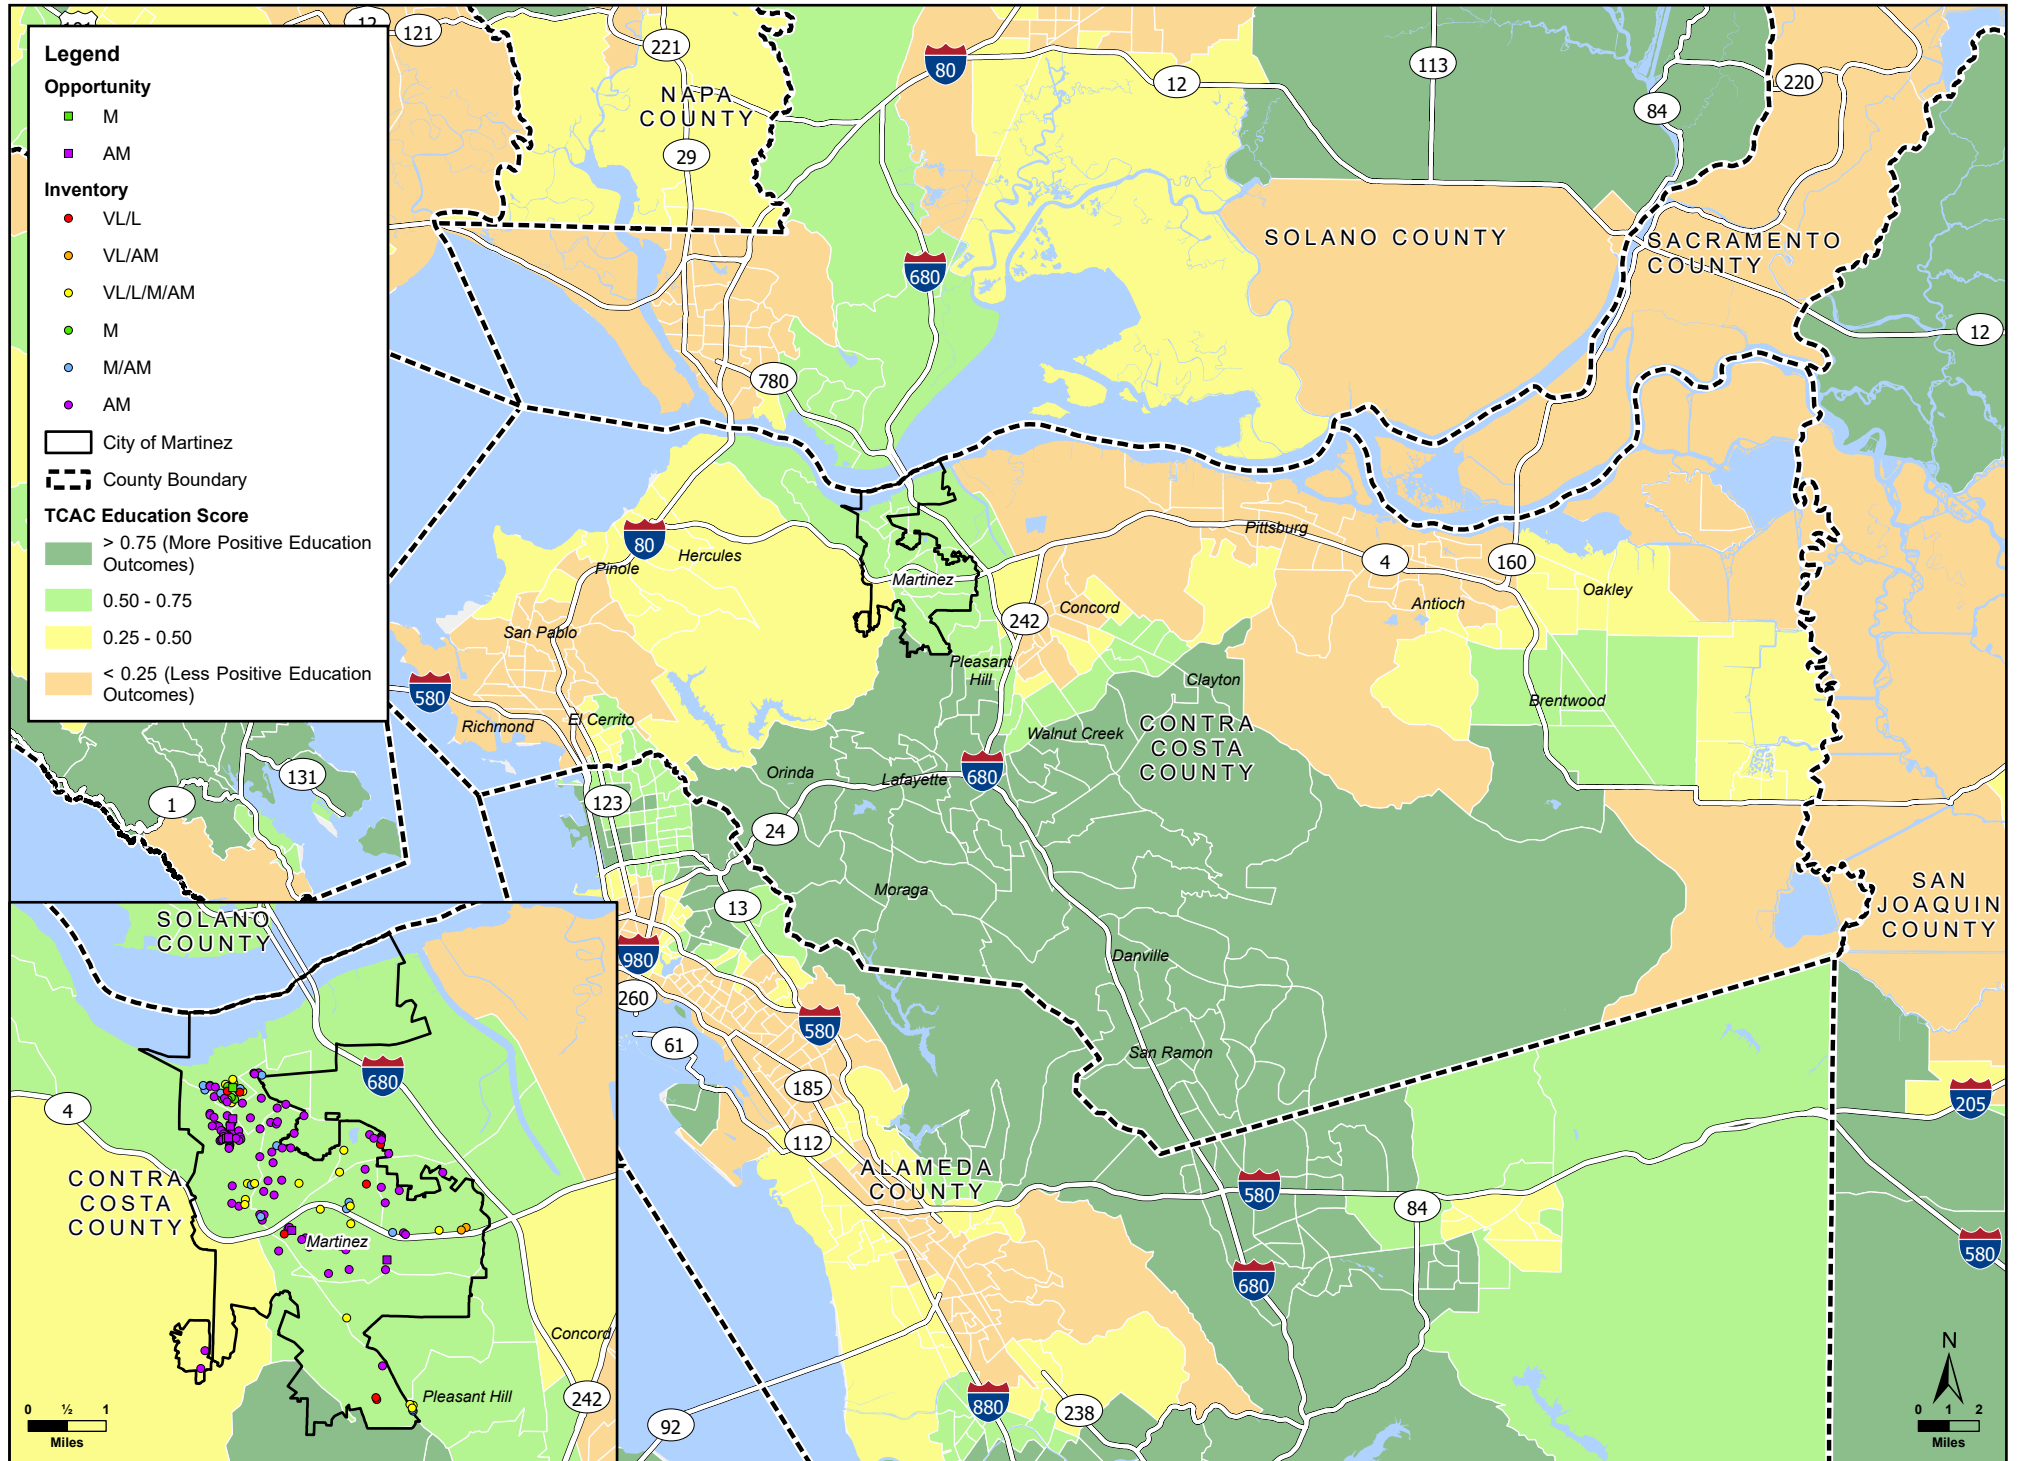 Legend
Opportunity
M
AM
Inventory
VL/L
VL/AM
VL/L/M/AM
M
M/AM
AM
City of Martinez
County Boundary
TCAC Education Score
> 0.75 (More Positive Education
Outcomes)
0.50 - 0.75
0.25 - 0.50
< 0.25 (Less Positive Education
Outcomes)
12
121
221
80
12
113
84
220
NAPA
COUNTY
29
680
SOLANO COUNTY
SACRAMENTO
COUNTY
12
780
80
Hercules
Pinole
Martinez
Pittsburg
4
160
Oakley
Antioch
Concord
242
San Pablo
Pleasant
Hill
Clayton
580
Richmond
El Cerrito
Brentwood
Walnut Creek
CONTRA
COSTA
COUNTY
131
1
Orinda
Lafayette
680
123
24
Moraga
13
SAN
JOAQUIN
COUNTY
980
Danville
260
580
61
San Ramon
185
205
112
ALAMEDA
COUNTY
580
84
580
680
880
238
92
N
0 1 2
Miles
SOLANO
COUNTY
680
4
CONTRA
COSTA
COUNTY
Martinez
Concord
Pleasant Hill
242
0 ½ 1
Miles